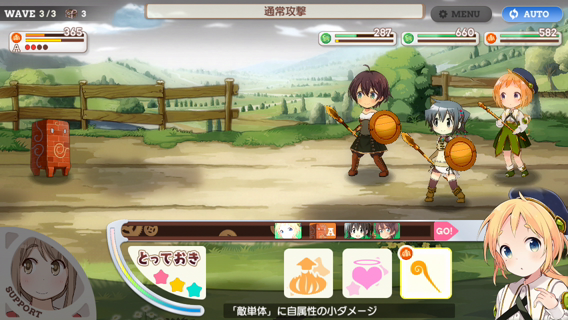 WAVE 3/3 3
通常攻撃
MENU
AUTO
365
A
287
660
582
A
GO!
とっておき
SUPPORT
「敵単体」に自属性の小ダメージ